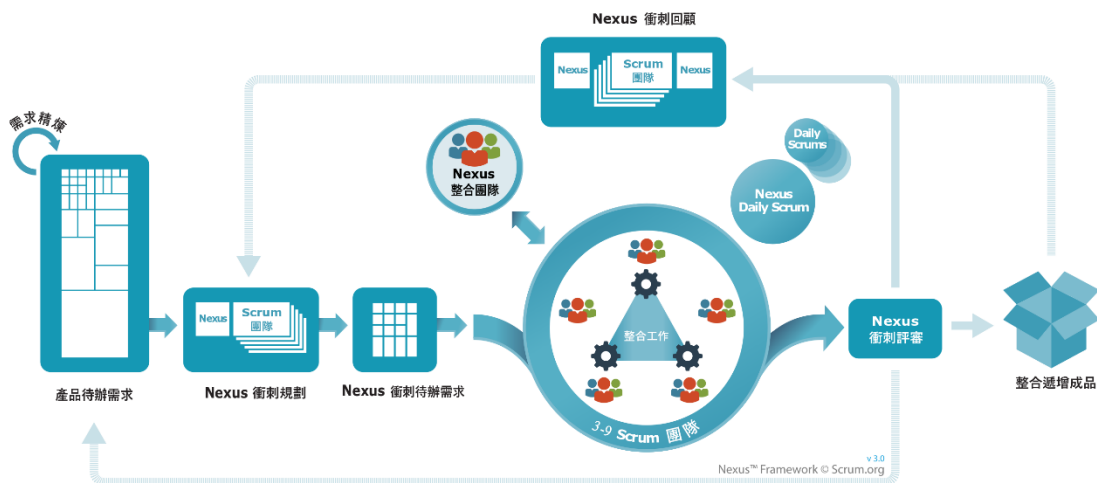 Nexus 衝刺回顧
Nexus
Scrum
團隊
Nexus
需求精煉
Nexus
整合團隊
Daily
Scrums
Nexus
Daily Scrum
Nexus
Scrum
團隊
整合工作
Nexus
衝刺評審
產品待辦需求
Nexus 衝刺規劃
Nexus 衝刺待辦需求
整合遞增成品
3-9 Scrum 團隊
v 3.0
Nexus™ Framework © Scrum.org